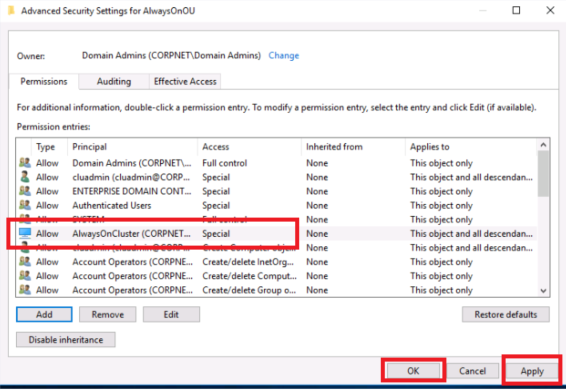 Advanced Security Settings for AlwaysOnOU
Owner: Domain Admins (CORPNET\Domain Admins) Change
Permissions Auditing Effective Access
For additional information, double-click a permission entry. To modify a permission entry, select the entry and click Edit (if available).
Permission entries:
Type Principal Access Inherited from Applies to
Allow Domain Admins (CORPNET\... Full control None This object only
Allow cluadmin (cluadmin@CORP... Special None This object and all descendan...
Allow ENTERPRISE DOMAIN CONT... Special None This object only
Allow Authenticated Users Special None This object only
Allow SYSTEM Full control None This object only
Allow AlwaysOnCluster (CORPNET... Special None This object and all descendan...
Allow cluadmin (cluadmin@CORP... Create Computer obj... None This object and all descendan...
Allow Account Operators (CORPNE... Create/delete InetOrg... None This object only
Allow Account Operators (CORPNE... Create/delete Comput... None This object only
Allow Account Operators (CORPNE... Create/delete Group o... None This object only
Add Remove Edit Restore defaults
Disable inheritance
OK Cancel Apply